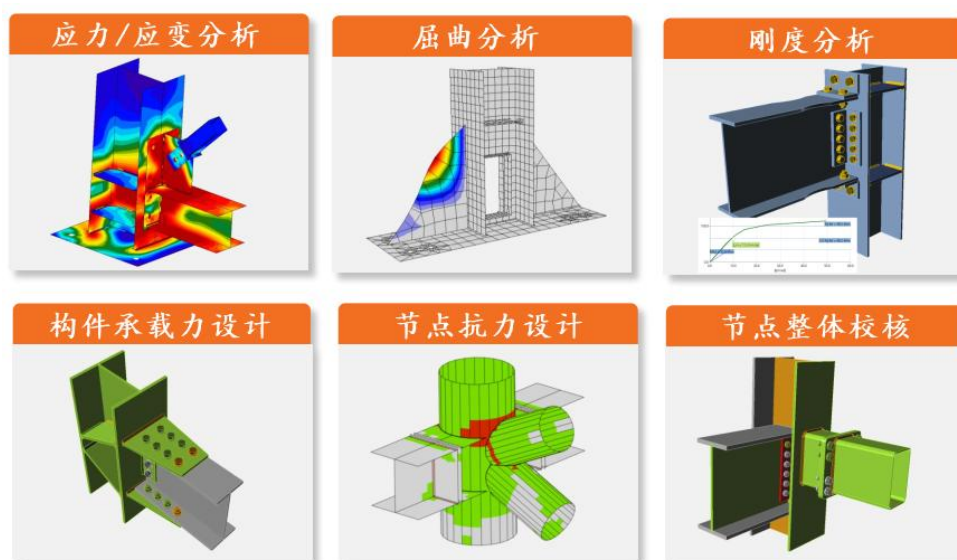 应力/应变分析
屈曲分析
刚度分析
构件承载力设计
节点抗力设计
节点整体校核